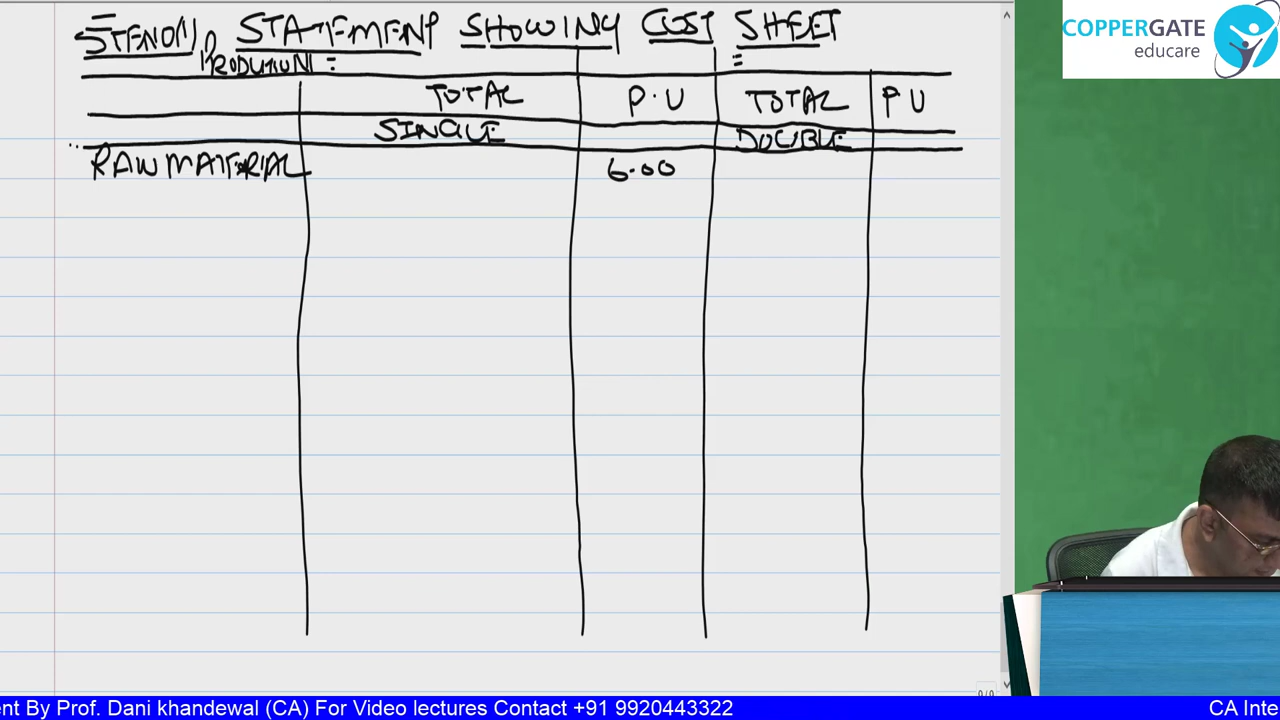 STATEMENT SHOWING COST SHEET
PRODUCTION :
TOTAL P.U TOTAL P U
SINGLE DOUBLE
RAW MATERIAL 6.00
COPPERGATE
educare
ent By Prof. Dani khandewal (CA) For Video lectures Contact +91 9920443322 CA Inte